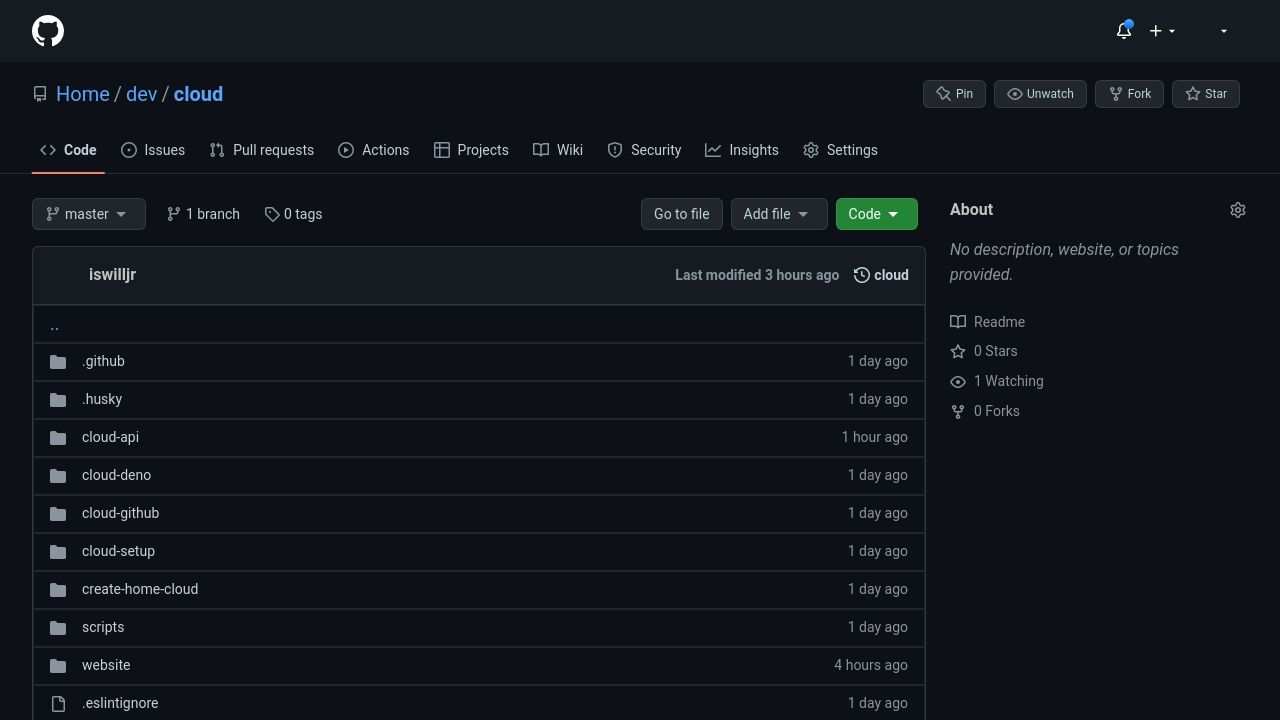 Home / dev / cloud
Pin
Unwatch
Fork
Star
Code
Issues
Pull requests
Actions
Projects
Wiki
Security
Insights
Settings
master
1 branch
0 tags
Go to file
Add file
Code
About
No description, website, or topics
provided.
Readme
0 Stars
1 Watching
0 Forks
iswilljr
Last modified 3 hours ago
cloud
..
.github 1 day ago
.husky 1 day ago
cloud-api 1 hour ago
cloud-deno 1 day ago
cloud-github 1 day ago
cloud-setup 1 day ago
create-home-cloud 1 day ago
scripts 1 day ago
website 4 hours ago
.eslintignore 1 day ago